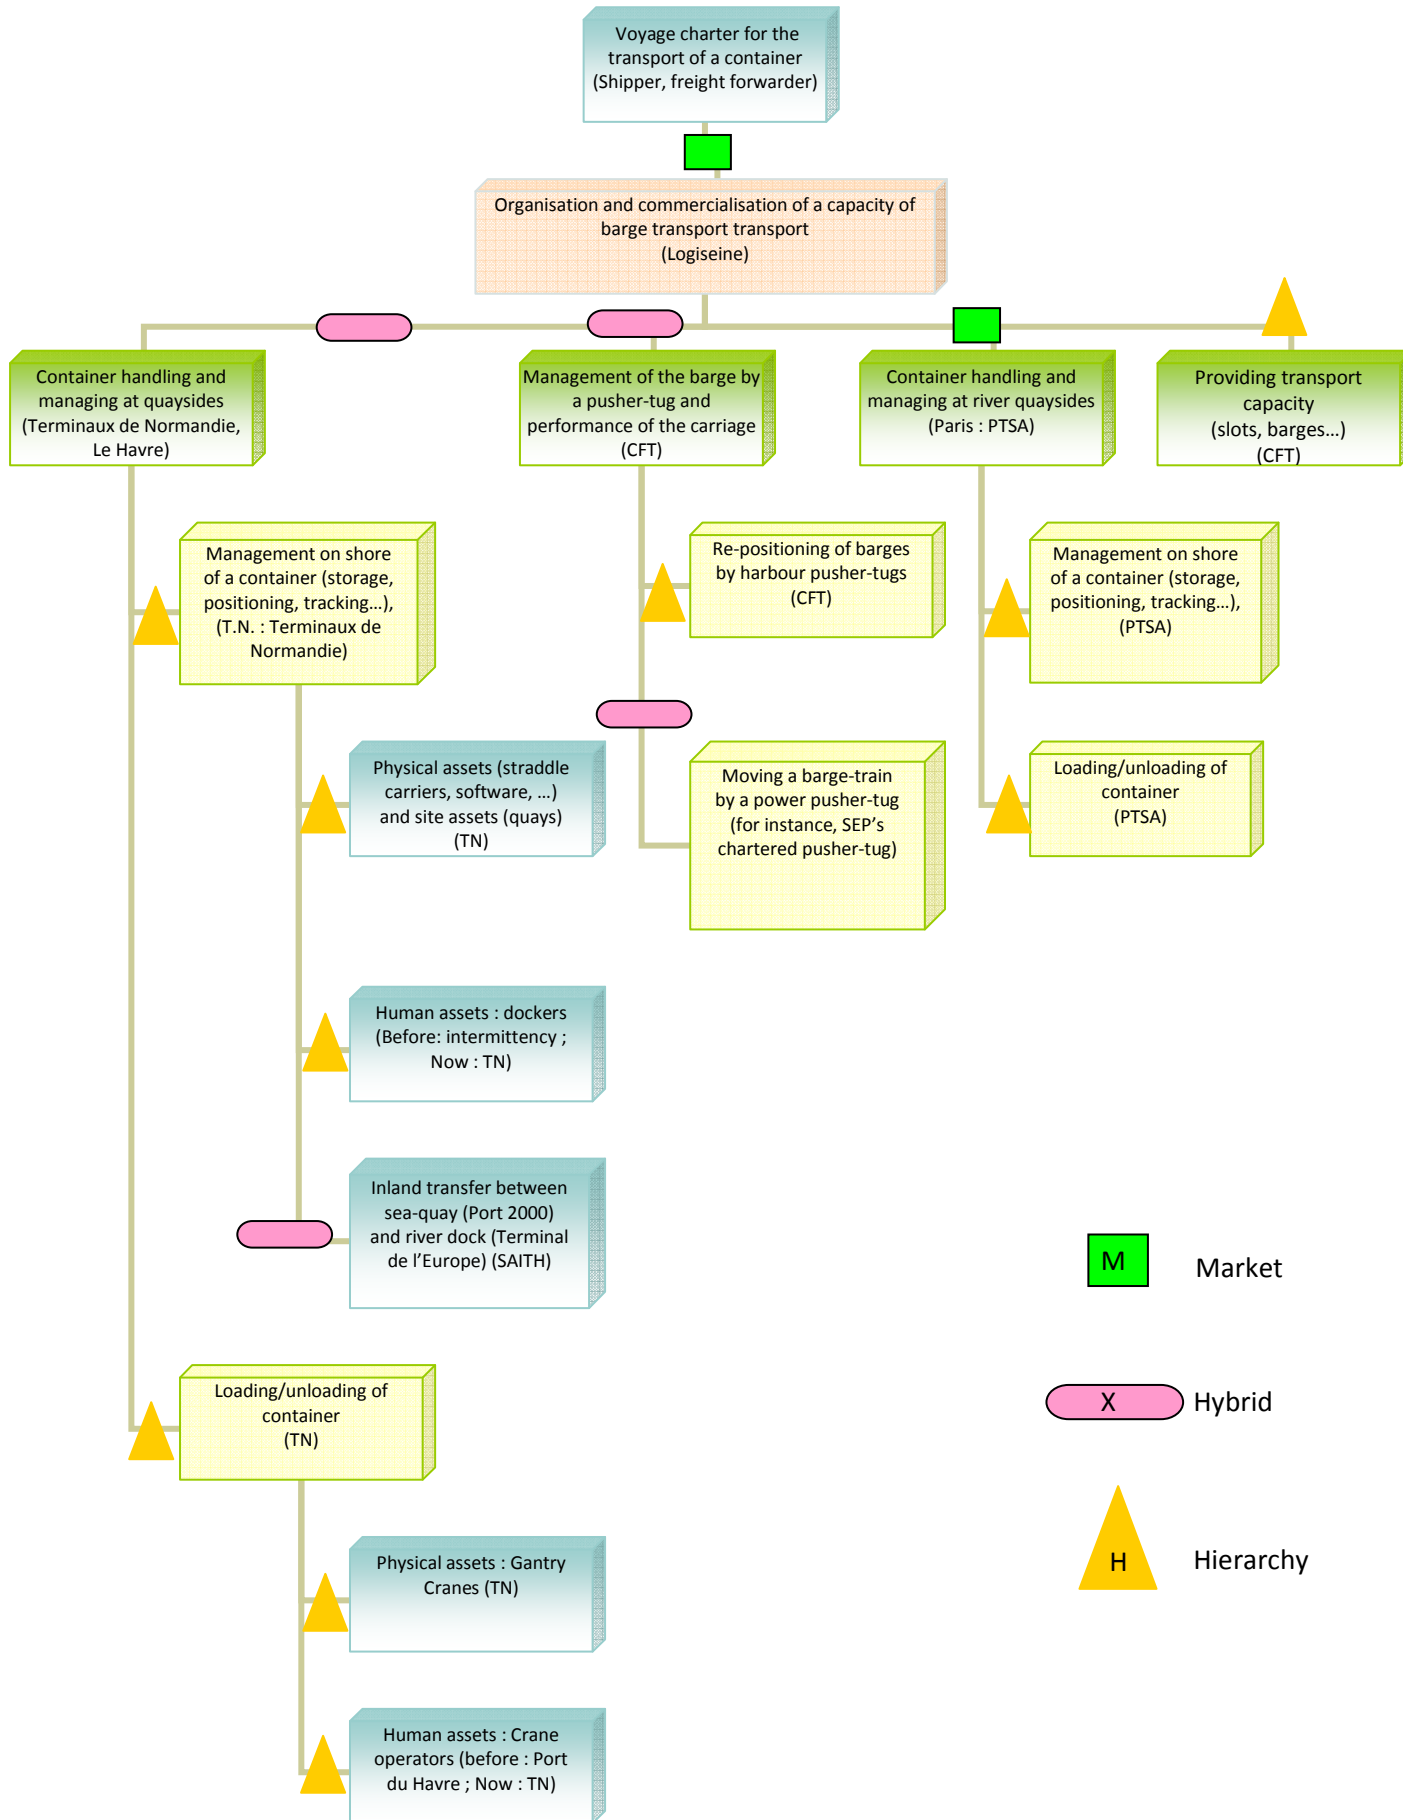 Voyage charter for the
transport of a container
(Shipper, freight forwarder)
Organisation and commercialisation of a capacity of
barge transport transport
(Logiseine)
Container handling and
managing at quaysides
(Terminaux de Normandie,
Le Havre)
Management of the barge by
a pusher-tug and
performance of the carriage
(CFT)
Container handling and
managing at river quaysides
(Paris : PTSA)
Providing transport
capacity
(slots, barges...)
(CFT)
Management on shore
of a container (storage,
positioning, tracking...),
(T.N. : Terminaux de
Normandie)
Re-positioning of barges
by harbour pusher-tugs
(CFT)
Management on shore
of a container (storage,
positioning, tracking...),
(PTSA)
Physical assets (straddle
carriers, software, ...)
and site assets (quays)
(TN)
Moving a barge-train
by a power pusher-tug
(for instance, SEP's
chartered pusher-tug)
Loading/unloading of
container
(PTSA)
Human assets : dockers
(Before: intermittency ;
Now : TN)
Inland transfer between
sea-quay (Port 2000)
and river dock (Terminal
de l'Europe) (SAITH)
M Market
X Hybrid
H Hierarchy
Loading/unloading of
container
(TN)
Physical assets : Gantry
Cranes (TN)
Human assets : Crane
operators (before : Port
du Havre ; Now : TN)